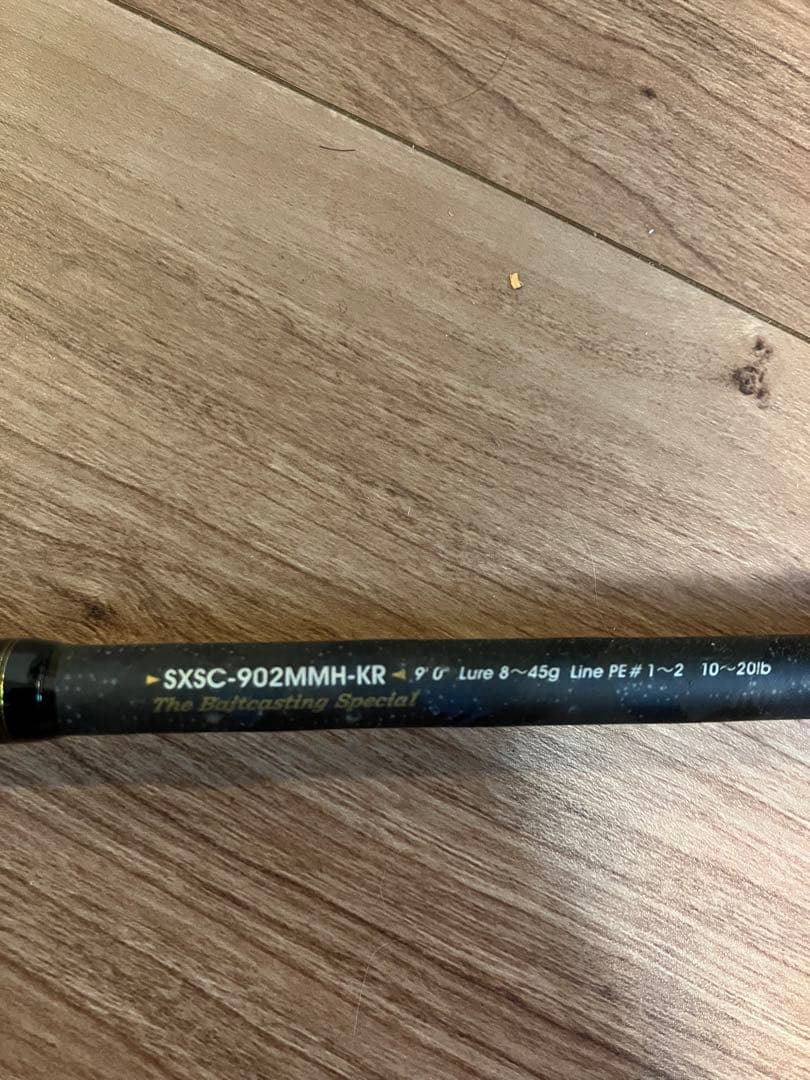 ▸SXSC-902MMH-KR◂ 9'0" Lure 8～45g Line PE# 1～2 10～20lb
The Baitcasting Special